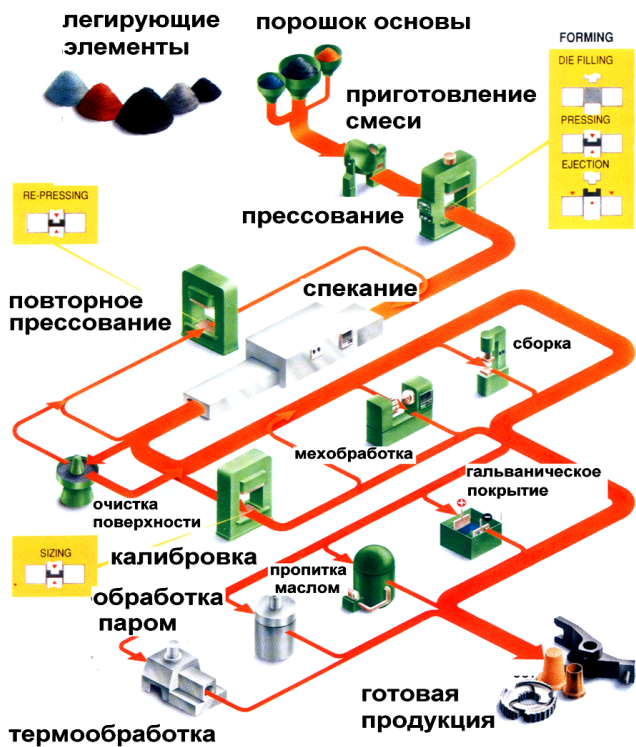 легирующие
элементы
порошок основы
FORMING
DIE FILLING
PRESSING
EJECTION
приготовление
смеси
RE-PRESSING
прессование
спекание
повторное
прессование
сборка
мехобработка
гальваническое
покрытие
очистка
поверхности
SIZING
калибровка
пропитка
маслом
обработка
паром
готовая
продукция
термообработка